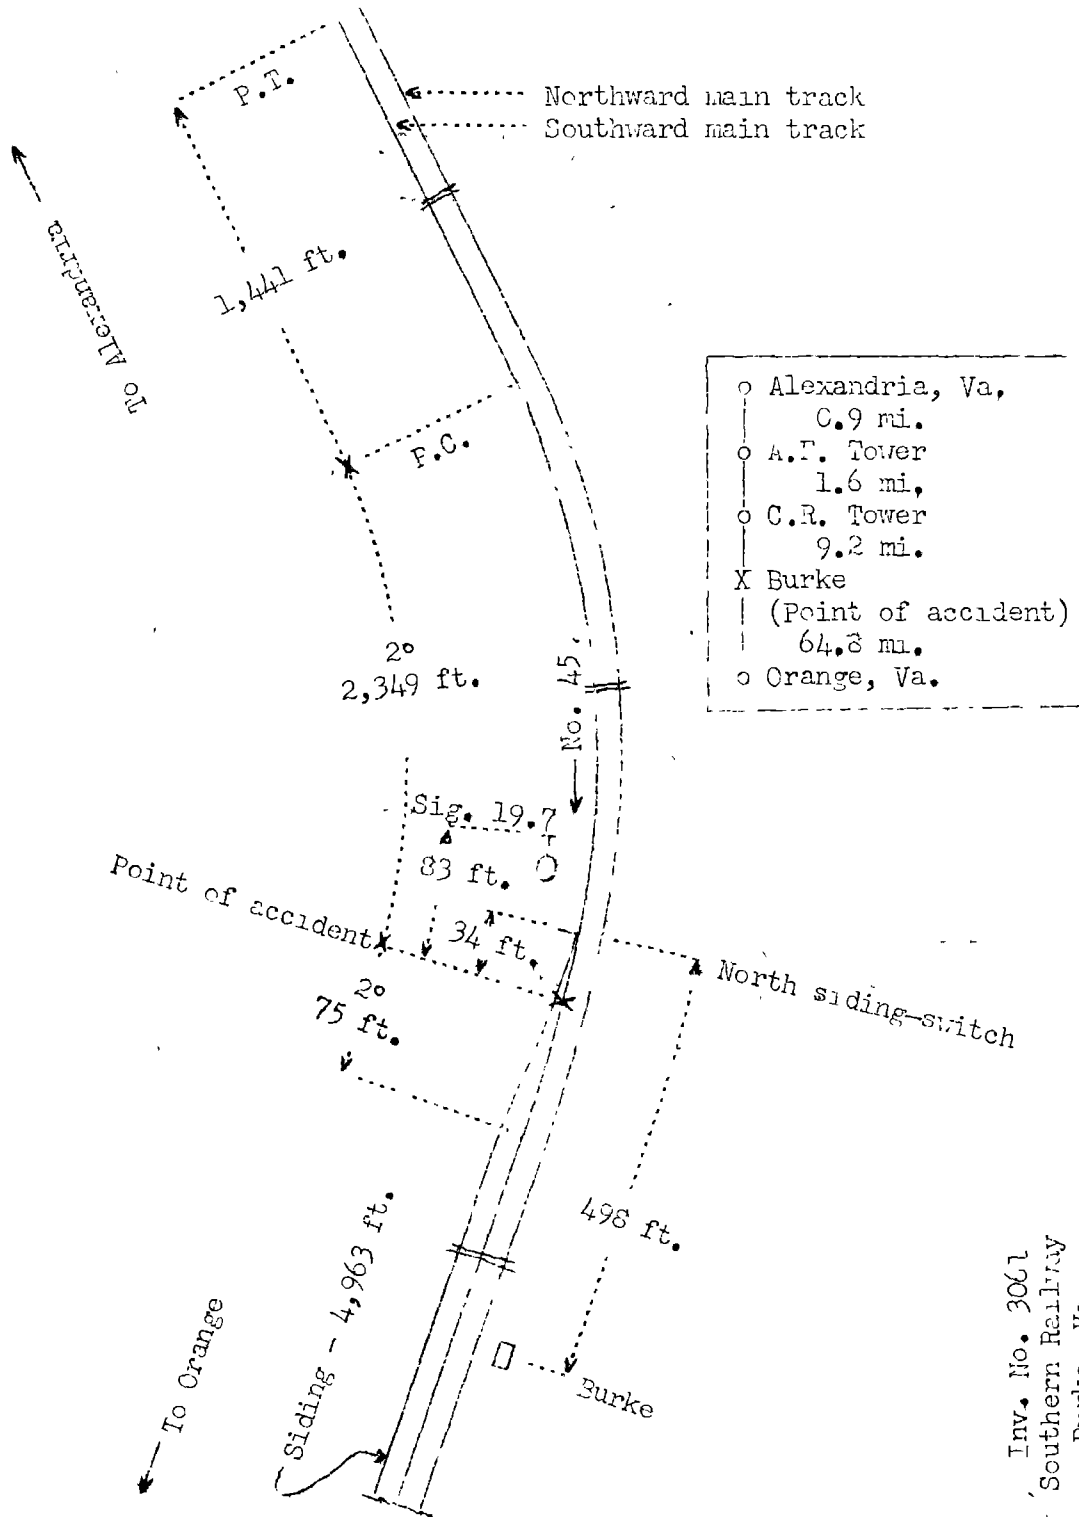 P.T.
Northward main track
Southward main track
To Alexandria
1,441 ft.
P.C.
Alexandria, Va.
0.9 mi.
Tower
1.6 mi.
C.R. Tower
9.2 mi.
X Burke
(Point of accident)
64.8 mi.
Orange, Va.
2°
2,349 ft.
No. 45
Sig. 19.7
83 ft.
Point of accident
34 ft.
North siding-switch
2°
75 ft.
498 ft.
Siding - 4,963 ft.
To Orange
Burke
Inv. No. 3061
Southern Railway